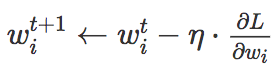 w_i^{t+1} ← w_i^t − η · ∂L/∂w_i